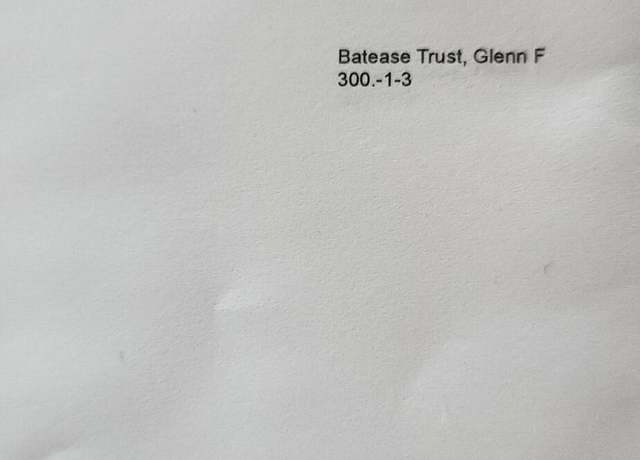 Batease Trust, Glenn F
300.-1-3